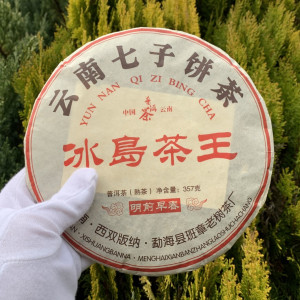 云南七子饼茶
YUN NAN QI ZI BING CHA
中国 云南
冰島茶王
普洱茶(熟茶) 净含量:357克
明前早春
西双版纳·勐海县班章老树茶厂
XISHUANGBANNA·MENGHAIXIANBANZHANGLAOSHUCHACHANG